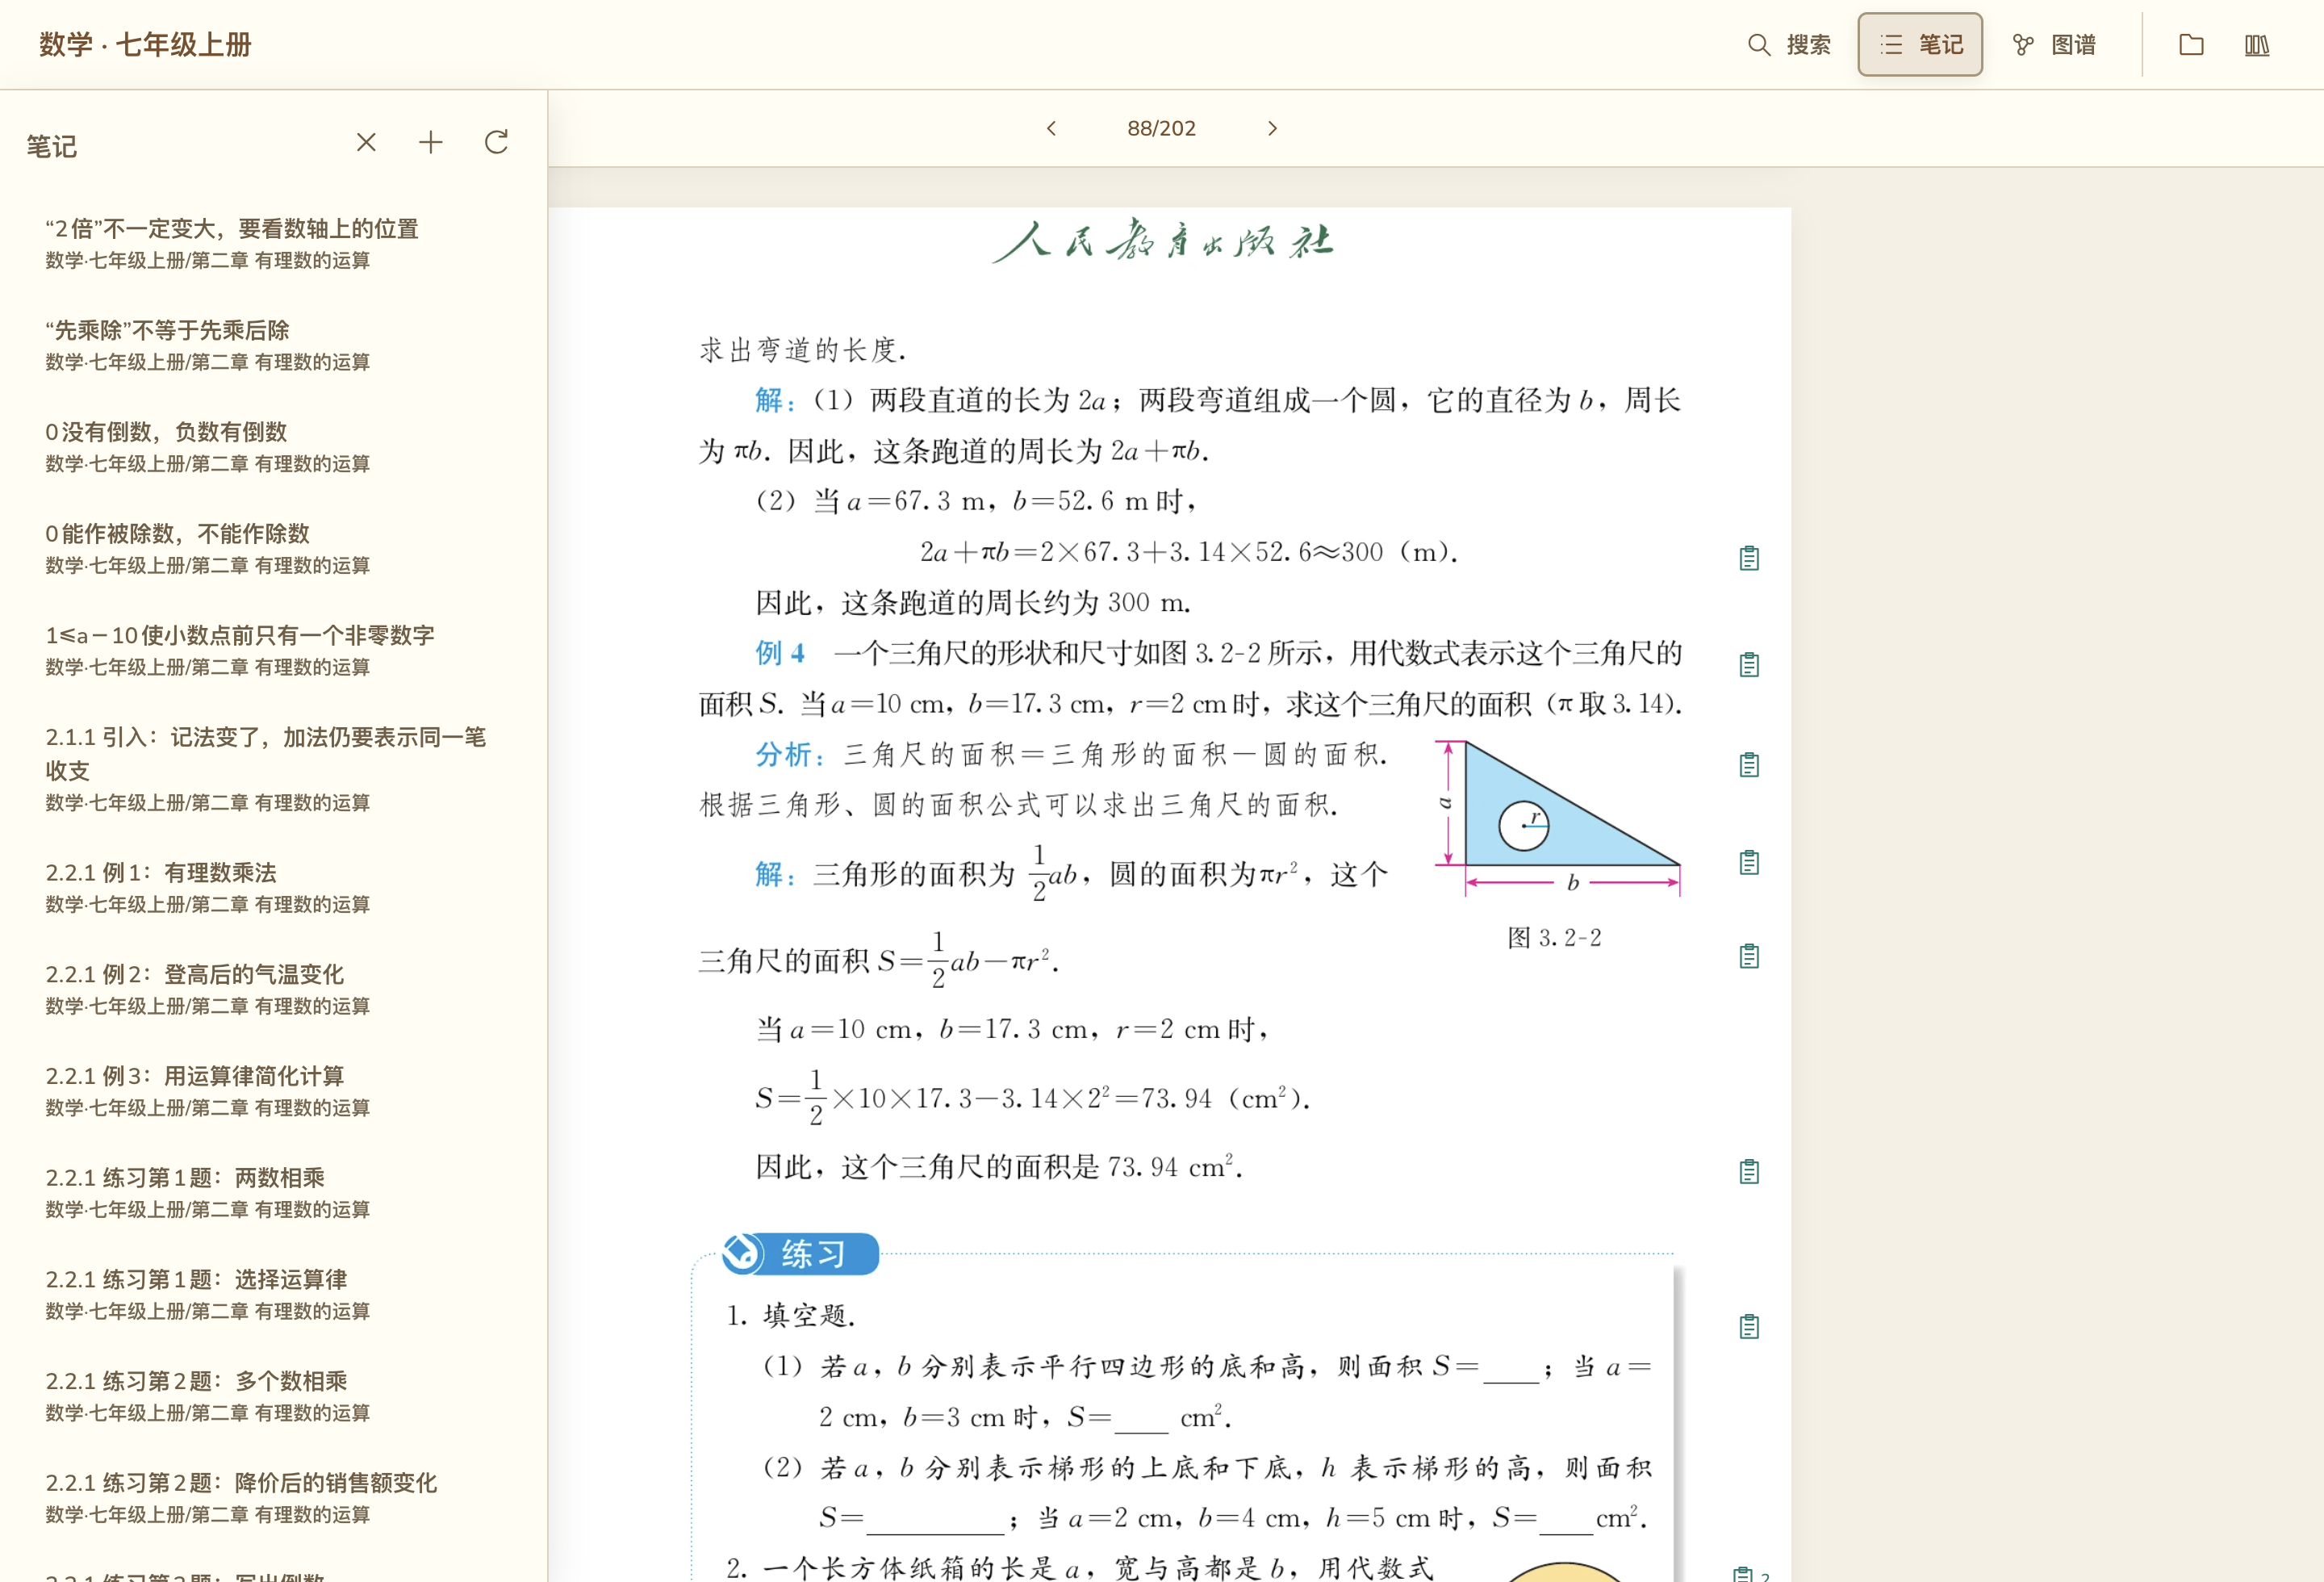 数学 · 七年级上册
搜索
笔记
图谱
笔记
88/202
“2倍”不一定变大，要看数轴上的位置
数学·七年级上册/第二章 有理数的运算
“先乘除”不等于先乘后除
数学·七年级上册/第二章 有理数的运算
0没有倒数，负数有倒数
数学·七年级上册/第二章 有理数的运算
0能作被除数，不能作除数
数学·七年级上册/第二章 有理数的运算
1≤a－10使小数点前只有一个非零数字
数学·七年级上册/第二章 有理数的运算
2.1.1 引入：记法变了，加法仍要表示同一笔
收支
数学·七年级上册/第二章 有理数的运算
2.2.1 例1：有理数乘法
数学·七年级上册/第二章 有理数的运算
2.2.1 例2：登高后的气温变化
数学·七年级上册/第二章 有理数的运算
2.2.1 例3：用运算律简化计算
数学·七年级上册/第二章 有理数的运算
2.2.1 练习第1题：两数相乘
数学·七年级上册/第二章 有理数的运算
2.2.1 练习第1题：选择运算律
数学·七年级上册/第二章 有理数的运算
2.2.1 练习第2题：多个数相乘
数学·七年级上册/第二章 有理数的运算
2.2.1 练习第2题：降价后的销售额变化
数学·七年级上册/第二章 有理数的运算
2.2.1 练习第3题：写出倒数
人民教育出版社
求出弯道的长度．
解：（1）两段直道的长为 2a；两段弯道组成一个圆，它的直径为 b，周长
为 πb．因此，这条跑道的周长为 2a＋πb．
（2）当 a＝67.3 m，b＝52.6 m 时，
2a＋πb＝2×67.3＋3.14×52.6≈300（m）．
因此，这条跑道的周长约为 300 m．
例 4 一个三角尺的形状和尺寸如图 3.2-2 所示，用代数式表示这个三角尺的
面积 S．当 a＝10 cm，b＝17.3 cm，r＝2 cm 时，求这个三角尺的面积（π 取 3.14）．
分析：三角尺的面积＝三角形的面积－圆的面积．
根据三角形、圆的面积公式可以求出三角尺的面积．
a
r
b
图 3.2-2
解：三角形的面积为 1/2 ab，圆的面积为πr²，这个
三角尺的面积 S＝1/2 ab－πr²．
当 a＝10 cm，b＝17.3 cm，r＝2 cm 时，
S＝1/2×10×17.3－3.14×2²＝73.94（cm²）．
因此，这个三角尺的面积是 73.94 cm²．
练习
1. 填空题．
（1）若 a，b 分别表示平行四边形的底和高，则面积 S＝____；当 a＝
2 cm，b＝3 cm 时，S＝____ cm²．
（2）若 a，b 分别表示梯形的上底和下底，h 表示梯形的高，则面积
S＝__________；当 a＝2 cm，b＝4 cm，h＝5 cm 时，S＝____cm²．
2. 一个长方体纸箱的长是 a，宽与高都是 b，用代数式
2